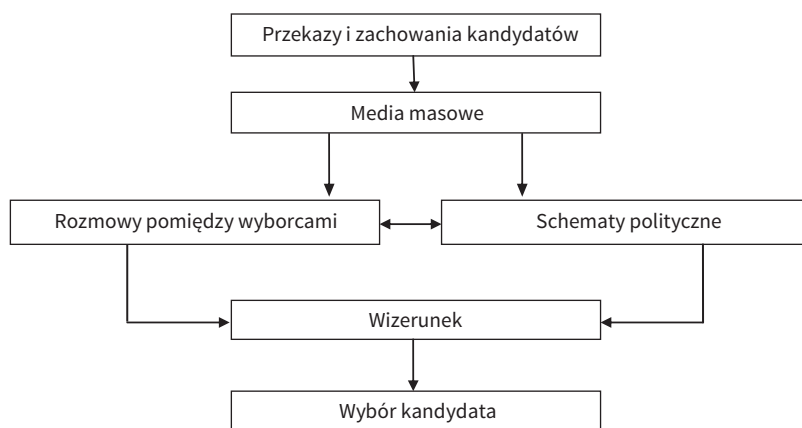 Przekazy i zachowania kandydatów
Media masowe
Rozmowy pomiędzy wyborcami
Schematy polityczne
Wizerunek
Wybór kandydata